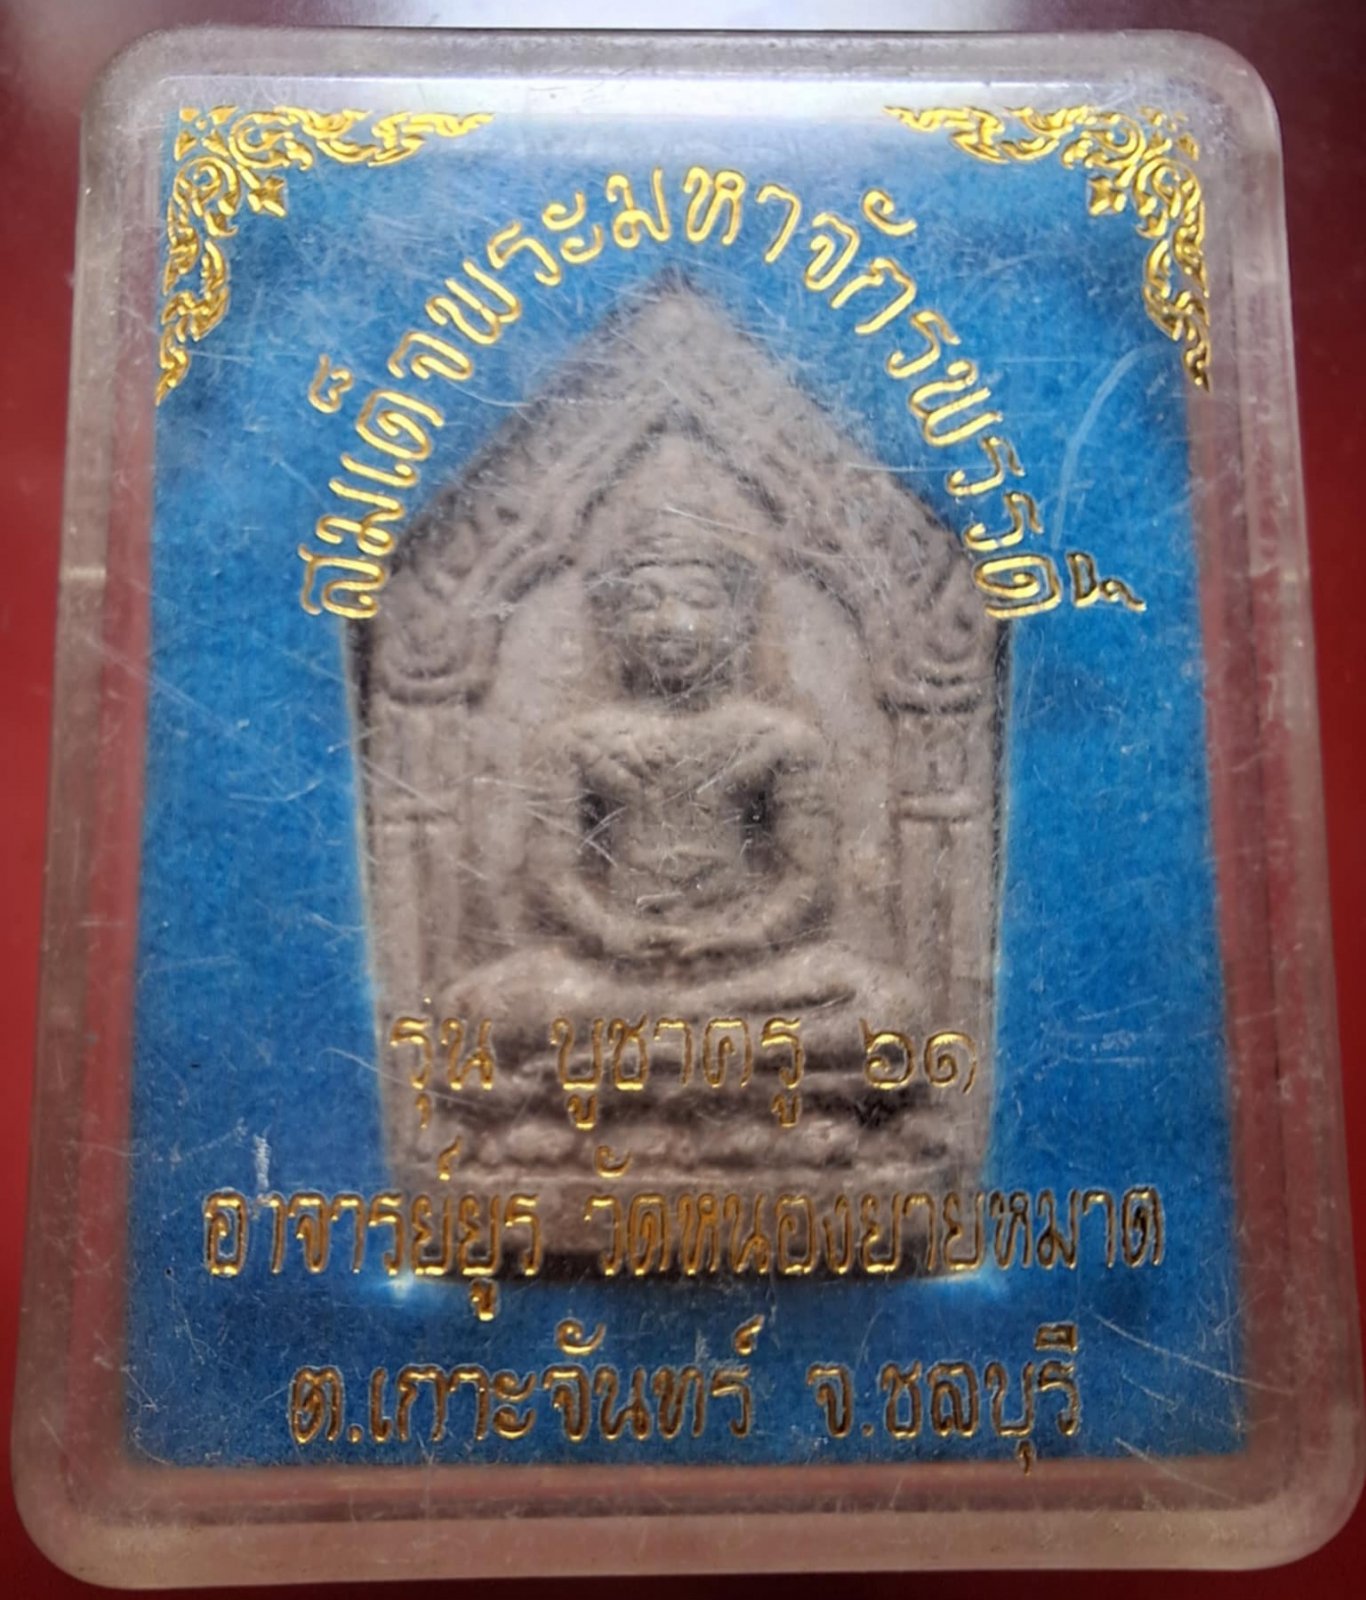 สมเด็จพระมหาจักรพรรดิ์
รุ่น บูชาครู ๖๑
อาจารย์ยูร วัดหนองยายหมาด
ต.เกาะจันทร์ จ.ชลบุรี